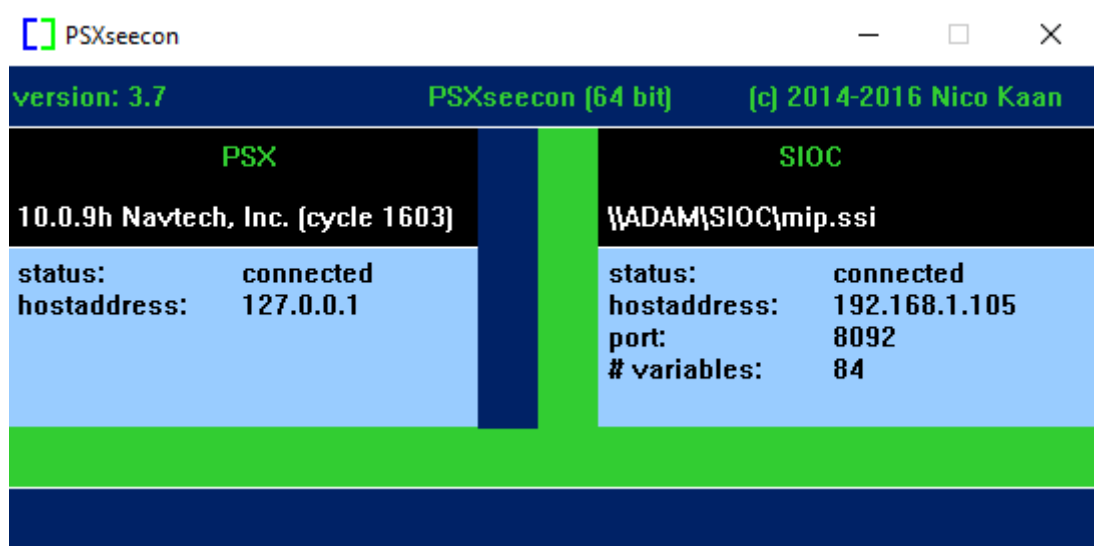 PSXseecon
version: 3.7 PSXseecon (64 bit) (c) 2014-2016 Nico Kaan
PSX
10.0.9h Navtech, Inc. (cycle 1603)
status: connected
hostaddress: 127.0.0.1
SIOC
\\ADAM\SIOC\mip.ssi
status: connected
hostaddress: 192.168.1.105
port: 8092
# variables: 84